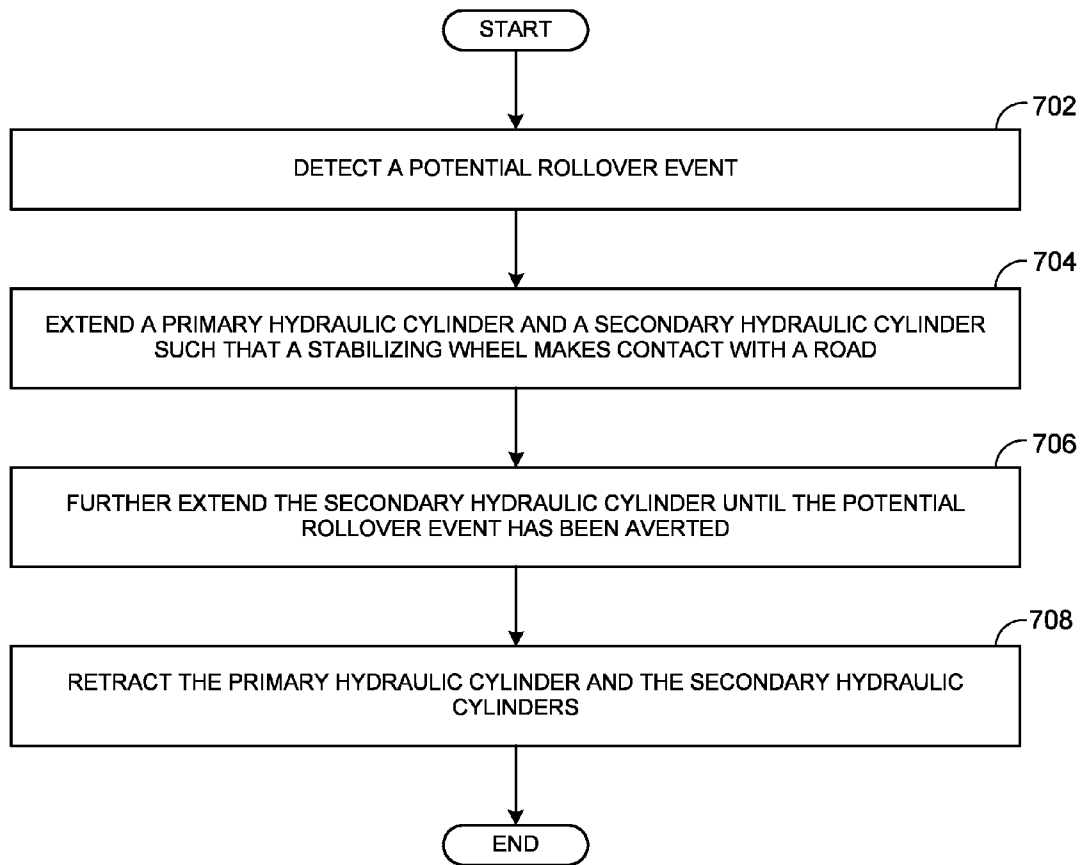 START
702
DETECT A POTENTIAL ROLLOVER EVENT
704
EXTEND A PRIMARY HYDRAULIC CYLINDER AND A SECONDARY HYDRAULIC CYLINDER
SUCH THAT A STABILIZING WHEEL MAKES CONTACT WITH A ROAD
706
FURTHER EXTEND THE SECONDARY HYDRAULIC CYLINDER UNTIL THE POTENTIAL
ROLLOVER EVENT HAS BEEN AVERTED
708
RETRACT THE PRIMARY HYDRAULIC CYLINDER AND THE SECONDARY HYDRAULIC
CYLINDERS
END